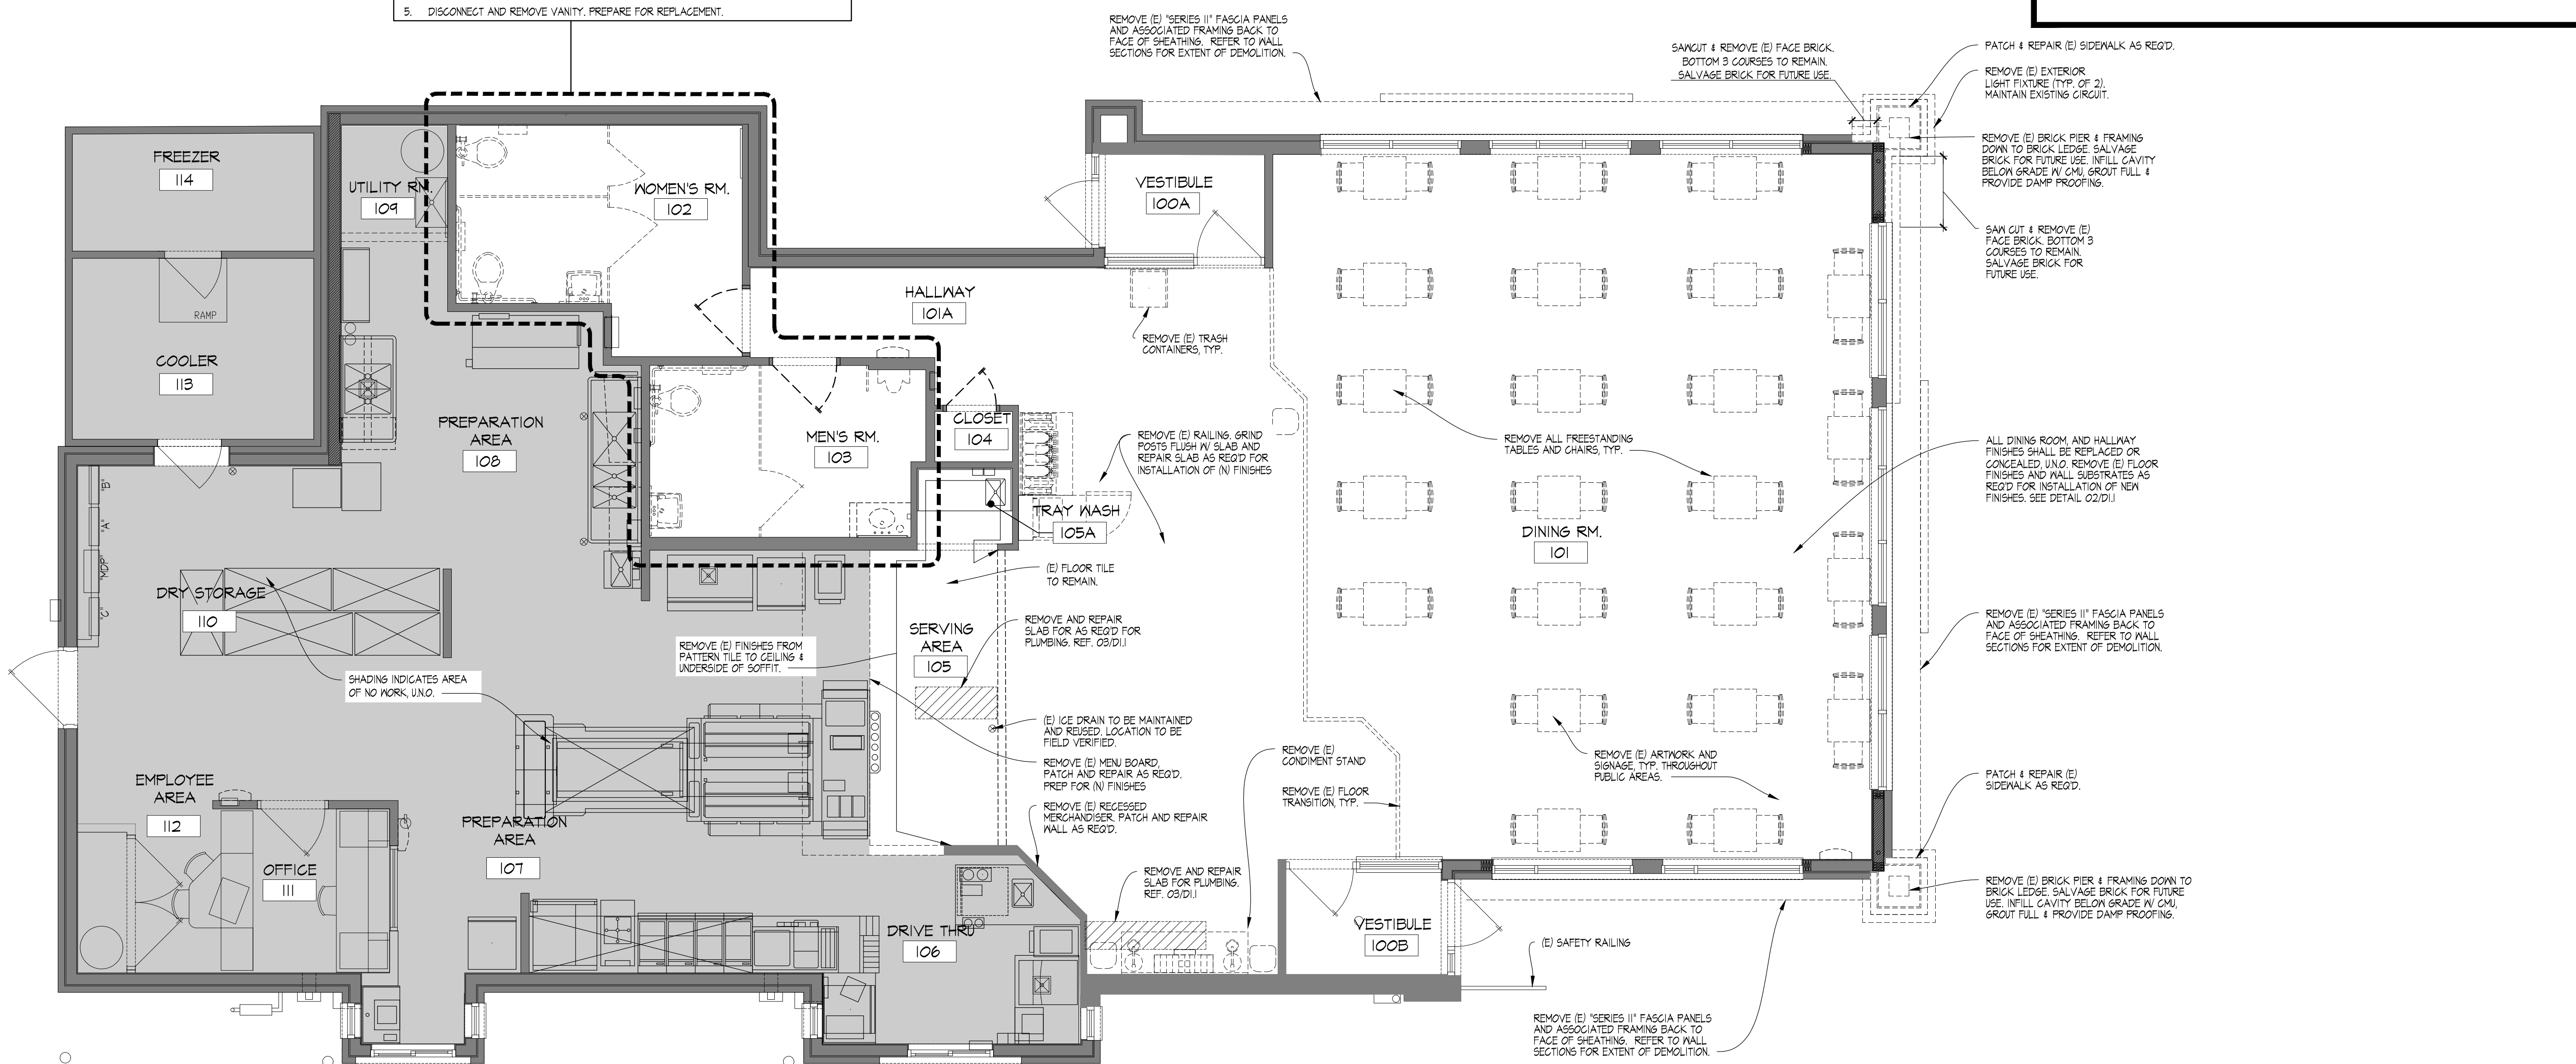 5. DISCONNECT AND REMOVE VANITY. PREPARE FOR REPLACEMENT.
REMOVE (E) "SERIES II" FASCIA PANELS
AND ASSOCIATED FRAMING BACK TO
FACE OF SHEATHING. REFER TO WALL
SECTIONS FOR EXTENT OF DEMOLITION.
SAWCUT & REMOVE (E) FACE BRICK.
BOTTOM 3 COURSES TO REMAIN.
SALVAGE BRICK FOR FUTURE USE.
PATCH & REPAIR (E) SIDEWALK AS REQ'D.
REMOVE (E) EXTERIOR
LIGHT FIXTURE (TYP. OF 2).
MAINTAIN EXISTING CIRCUIT.
REMOVE (E) BRICK PIER & FRAMING
DOWN TO BRICK LEDGE. SALVAGE
BRICK FOR FUTURE USE. INFILL CAVITY
BELOW GRADE W/ CMU, GROUT FULL &
PROVIDE DAMP PROOFING.
SAW CUT & REMOVE (E)
FACE BRICK. BOTTOM 3
COURSES TO REMAIN.
SALVAGE BRICK FOR
FUTURE USE.
FREEZER
114
UTILITY RM.
109
WOMEN'S RM.
102
VESTIBULE
100A
RAMP
COOLER
113
HALLWAY
101A
REMOVE (E) TRASH
CONTAINERS, TYP.
PREPARATION
AREA
108
MEN'S RM.
103
CLOSET
104
REMOVE (E) RAILING. GRIND
POSTS FLUSH W/ SLAB AND
REPAIR SLAB AS REQ'D FOR
INSTALLATION OF (N) FINISHES
REMOVE ALL FREESTANDING
TABLES AND CHAIRS, TYP.
ALL DINING ROOM, AND HALLWAY
FINISHES SHALL BE REPLACED OR
CONCEALED, U.N.O. REMOVE (E) FLOOR
FINISHES AND WALL SUBSTRATES AS
REQ'D FOR INSTALLATION OF NEW
FINISHES. SEE DETAIL 02/D1.1
"B"
"A"
"MDP"
"C"
TRAY WASH
105A
DINING RM.
101
(E) FLOOR TILE
TO REMAIN.
DRY STORAGE
110
SERVING
AREA
105
REMOVE AND REPAIR
SLAB FOR AS REQ'D FOR
PLUMBING. REF. 03/D1.1
REMOVE (E) FINISHES FROM
PATTERN TILE TO CEILING &
UNDERSIDE OF SOFFIT.
SHADING INDICATES AREA
OF NO WORK, U.N.O.
REMOVE (E) "SERIES II" FASCIA PANELS
AND ASSOCIATED FRAMING BACK TO
FACE OF SHEATHING. REFER TO WALL
SECTIONS FOR EXTENT OF DEMOLITION.
(E) ICE DRAIN TO BE MAINTAINED
AND REUSED. LOCATION TO BE
FIELD VERIFIED.
REMOVE (E) MENU BOARD,
PATCH AND REPAIR AS REQ'D.
PREP FOR (N) FINISHES
REMOVE (E) RECESSED
MERCHANDISER. PATCH AND REPAIR
WALL AS REQ'D.
REMOVE (E)
CONDIMENT STAND
REMOVE (E) FLOOR
TRANSITION, TYP.
REMOVE (E) ARTWORK AND
SIGNAGE, TYP. THROUGHOUT
PUBLIC AREAS.
PATCH & REPAIR (E)
SIDEWALK AS REQ'D.
EMPLOYEE
AREA
112
OFFICE
111
PREPARATION
AREA
107
REMOVE AND REPAIR
SLAB FOR PLUMBING.
REF. 03/D1.1
REMOVE (E) BRICK PIER & FRAMING DOWN TO
BRICK LEDGE. SALVAGE BRICK FOR FUTURE
USE. INFILL CAVITY BELOW GRADE W/ CMU,
GROUT FULL & PROVIDE DAMP PROOFING.
DRIVE THRU
106
VESTIBULE
100B
(E) SAFETY RAILING
REMOVE (E) "SERIES II" FASCIA PANELS
AND ASSOCIATED FRAMING BACK TO
FACE OF SHEATHING. REFER TO WALL
SECTIONS FOR EXTENT OF DEMOLITION.